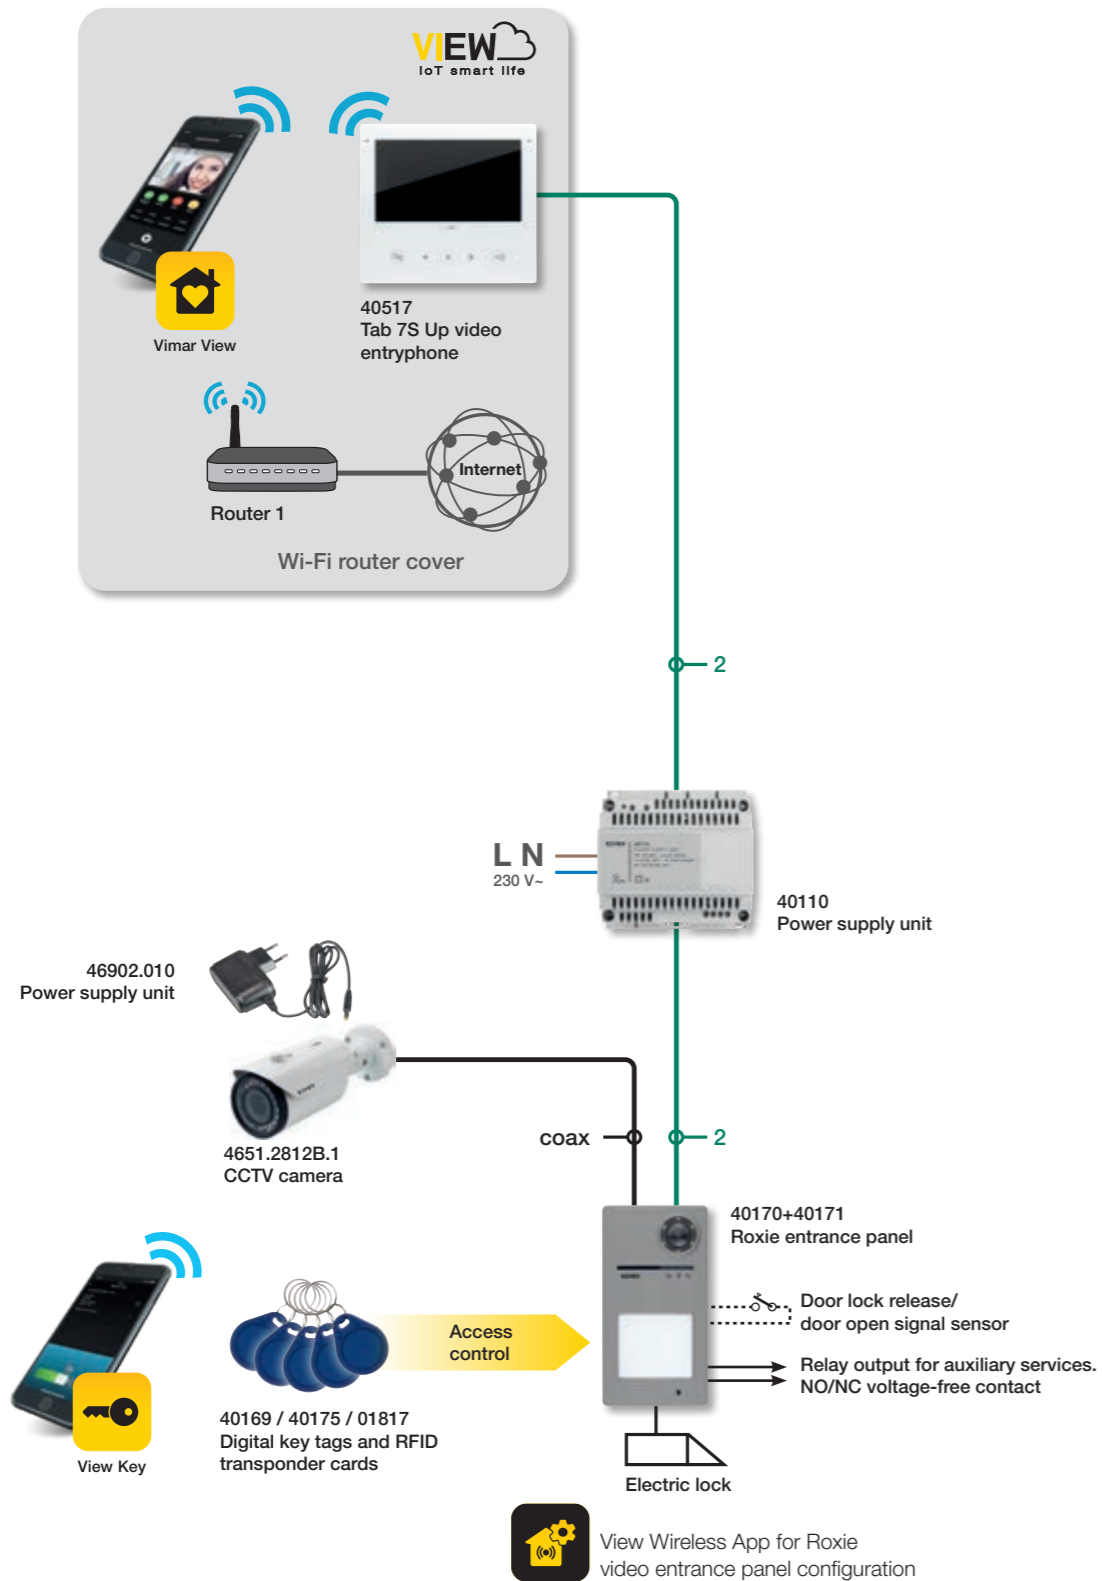 VIEW
IoT smart life
40517
Tab 7S Up video
entryphone
Vimar View
Internet
Router 1
Wi-Fi router cover
2
L N
230 V~
40110
Power supply unit
46902.010
Power supply unit
4651.2812B.1
CCTV camera
coax
2
40170+40171
Roxie entrance panel
Door lock release/
door open signal sensor
Relay output for auxiliary services.
NO/NC voltage-free contact
Access
control
40169 / 40175 / 01817
Digital key tags and RFID
transponder cards
View Key
Electric lock
View Wireless App for Roxie
video entrance panel configuration